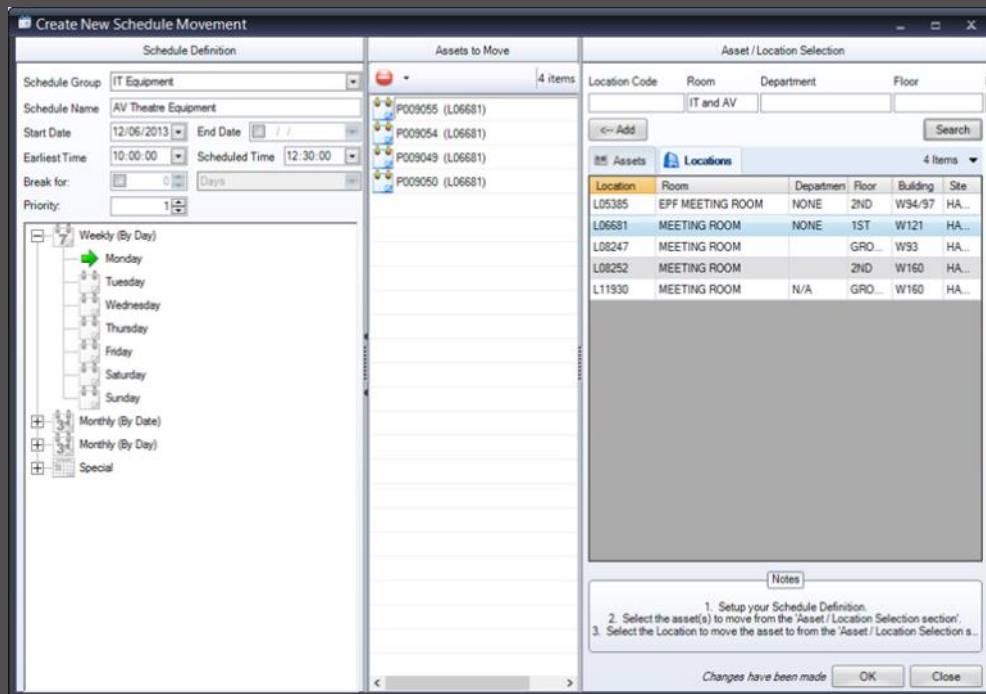 Create New Schedule Movement
Schedule Definition
Schedule Group IT Equipment
Schedule Name AV Theatre Equipment
Start Date 12/06/2013 End Date / /
Earliest Time 10:00:00 Scheduled Time 12:30:00
Break for: 0 Days
Priority: 1
Weekly (By Day)
Monday
Tuesday
Wednesday
Thursday
Friday
Saturday
Sunday
Monthly (By Date)
Monthly (By Day)
Special
Assets to Move
4 items
P009055 (L06681)
P009054 (L06681)
P009049 (L06681)
P009050 (L06681)
Asset / Location Selection
Location Code Room Department Floor
IT and AV
<-- Add Search
Assets Locations 4 Items
Location Room Departmen Floor Building Site
L05385 EPF MEETING ROOM NONE 2ND W94/97 HA...
L06681 MEETING ROOM NONE 1ST W121 HA...
L08247 MEETING ROOM GRO... W93 HA...
L08252 MEETING ROOM 2ND W160 HA...
L11930 MEETING ROOM N/A GRO... W160 HA...
Notes
1. Setup your Schedule Definition.
2. Select the asset(s) to move from the 'Asset / Location Selection section'.
3. Select the Location to move the asset to from the 'Asset / Location Selection s...
Changes have been made OK Close